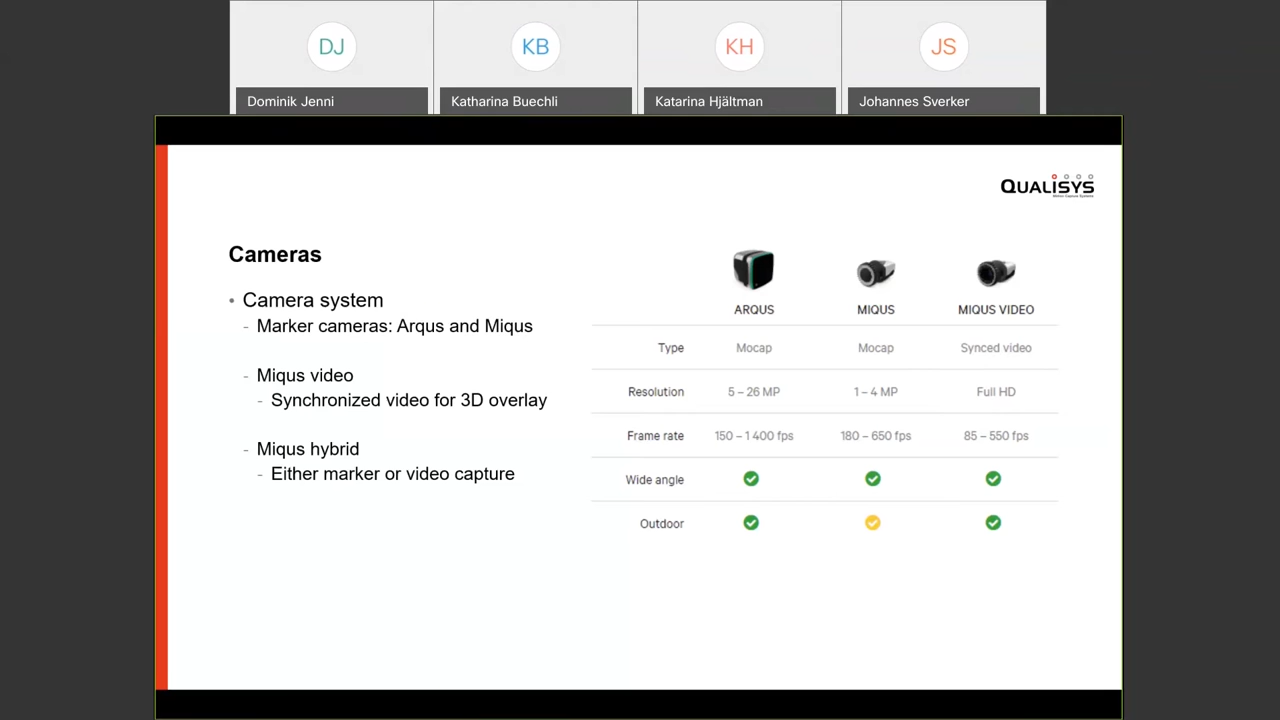 DJ
KB
KH
JS
Dominik Jenni
Katharina Buechli
Katarina Hjältman
Johannes Sverker
QUALISYS
Motion Capture Systems
Cameras
• Camera system
- Marker cameras: Arqus and Miqus
- Miqus video
- Synchronized video for 3D overlay
- Miqus hybrid
- Either marker or video capture
ARQUS MIQUS MIQUS VIDEO
Type Mocap Mocap Synced video
Resolution 5 – 26 MP 1 – 4 MP Full HD
Frame rate 150 – 1 400 fps 180 – 650 fps 85 – 550 fps
Wide angle
Outdoor